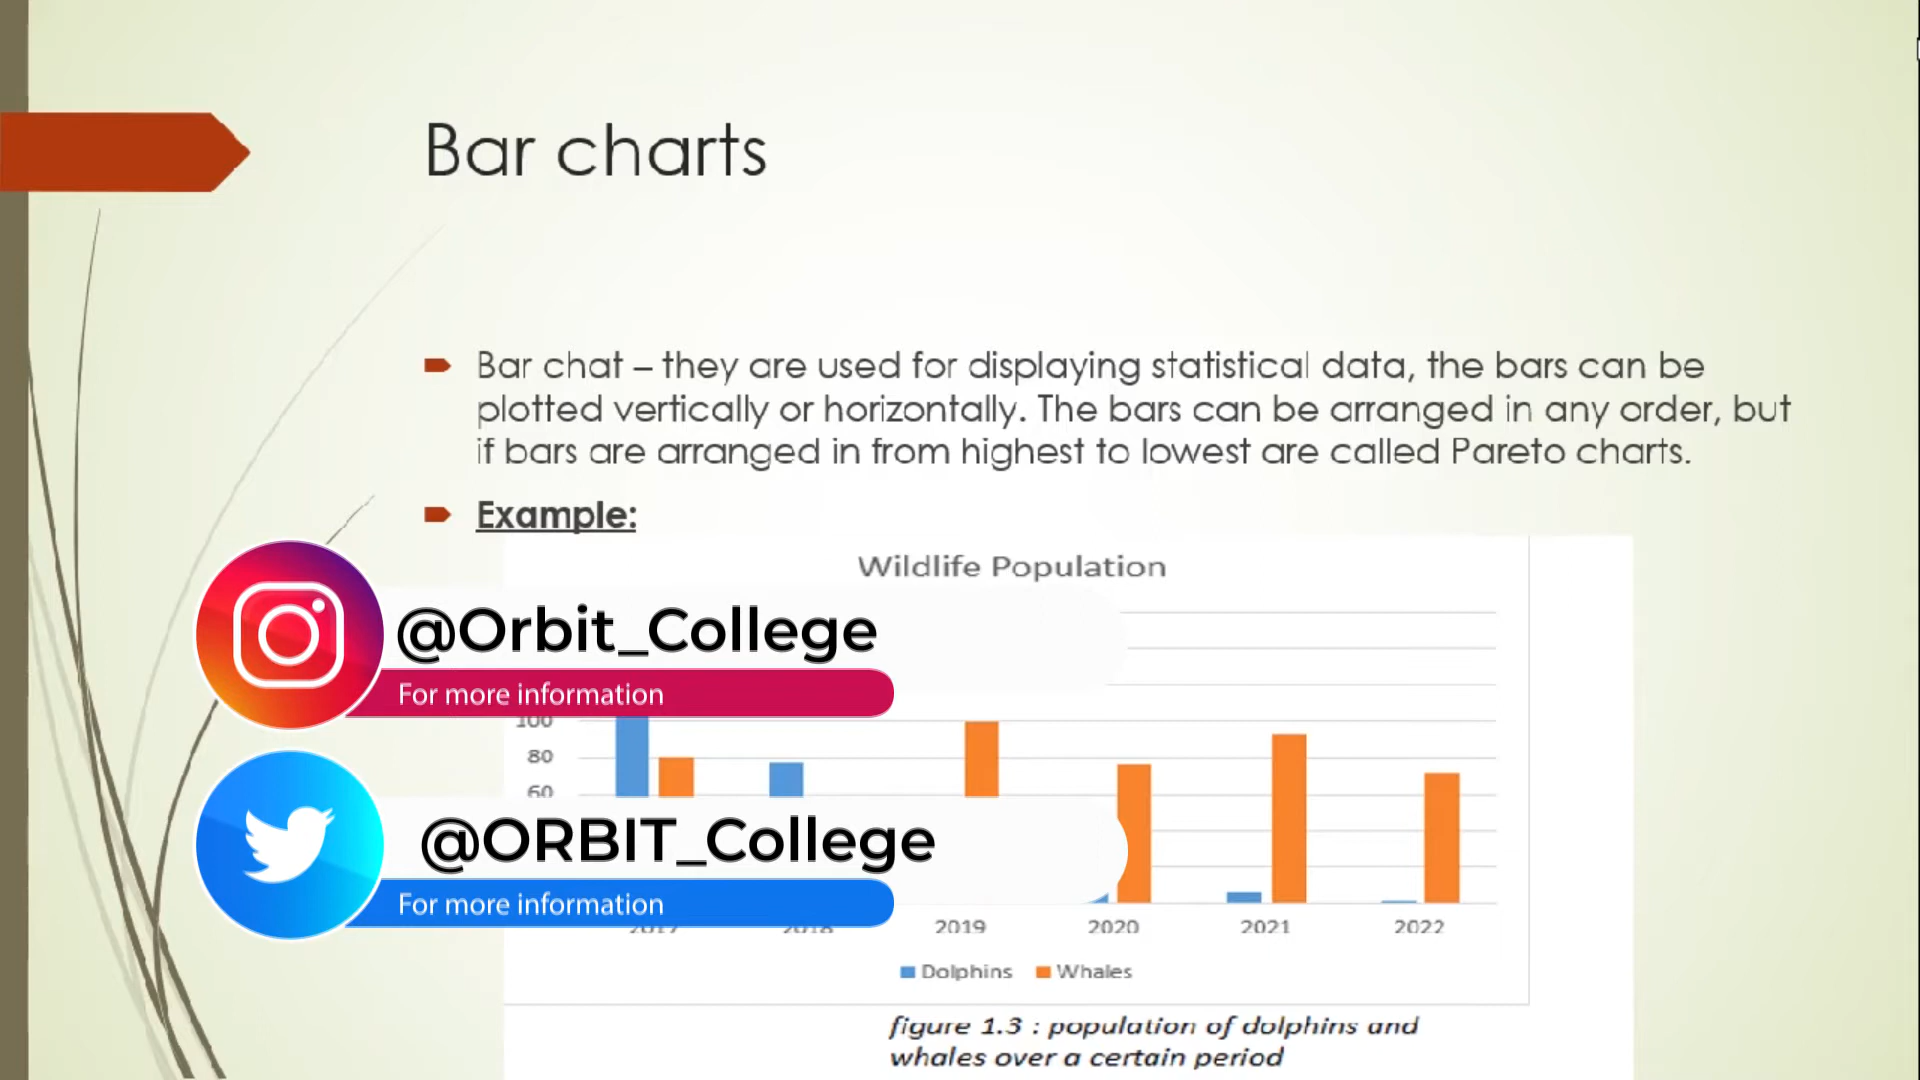 Bar charts
Bar chat – they are used for displaying statistical data, the bars can be
plotted vertically or horizontally. The bars can be arranged in any order, but
if bars are arranged in from highest to lowest are called Pareto charts.
Example:
Wildlife Population
@Orbit_College
For more information
100
80
60
@ORBIT_College
For more information
2017 2018 2019 2020 2021 2022
Dolphins Whales
figure 1.3 : population of dolphins and
whales over a certain period